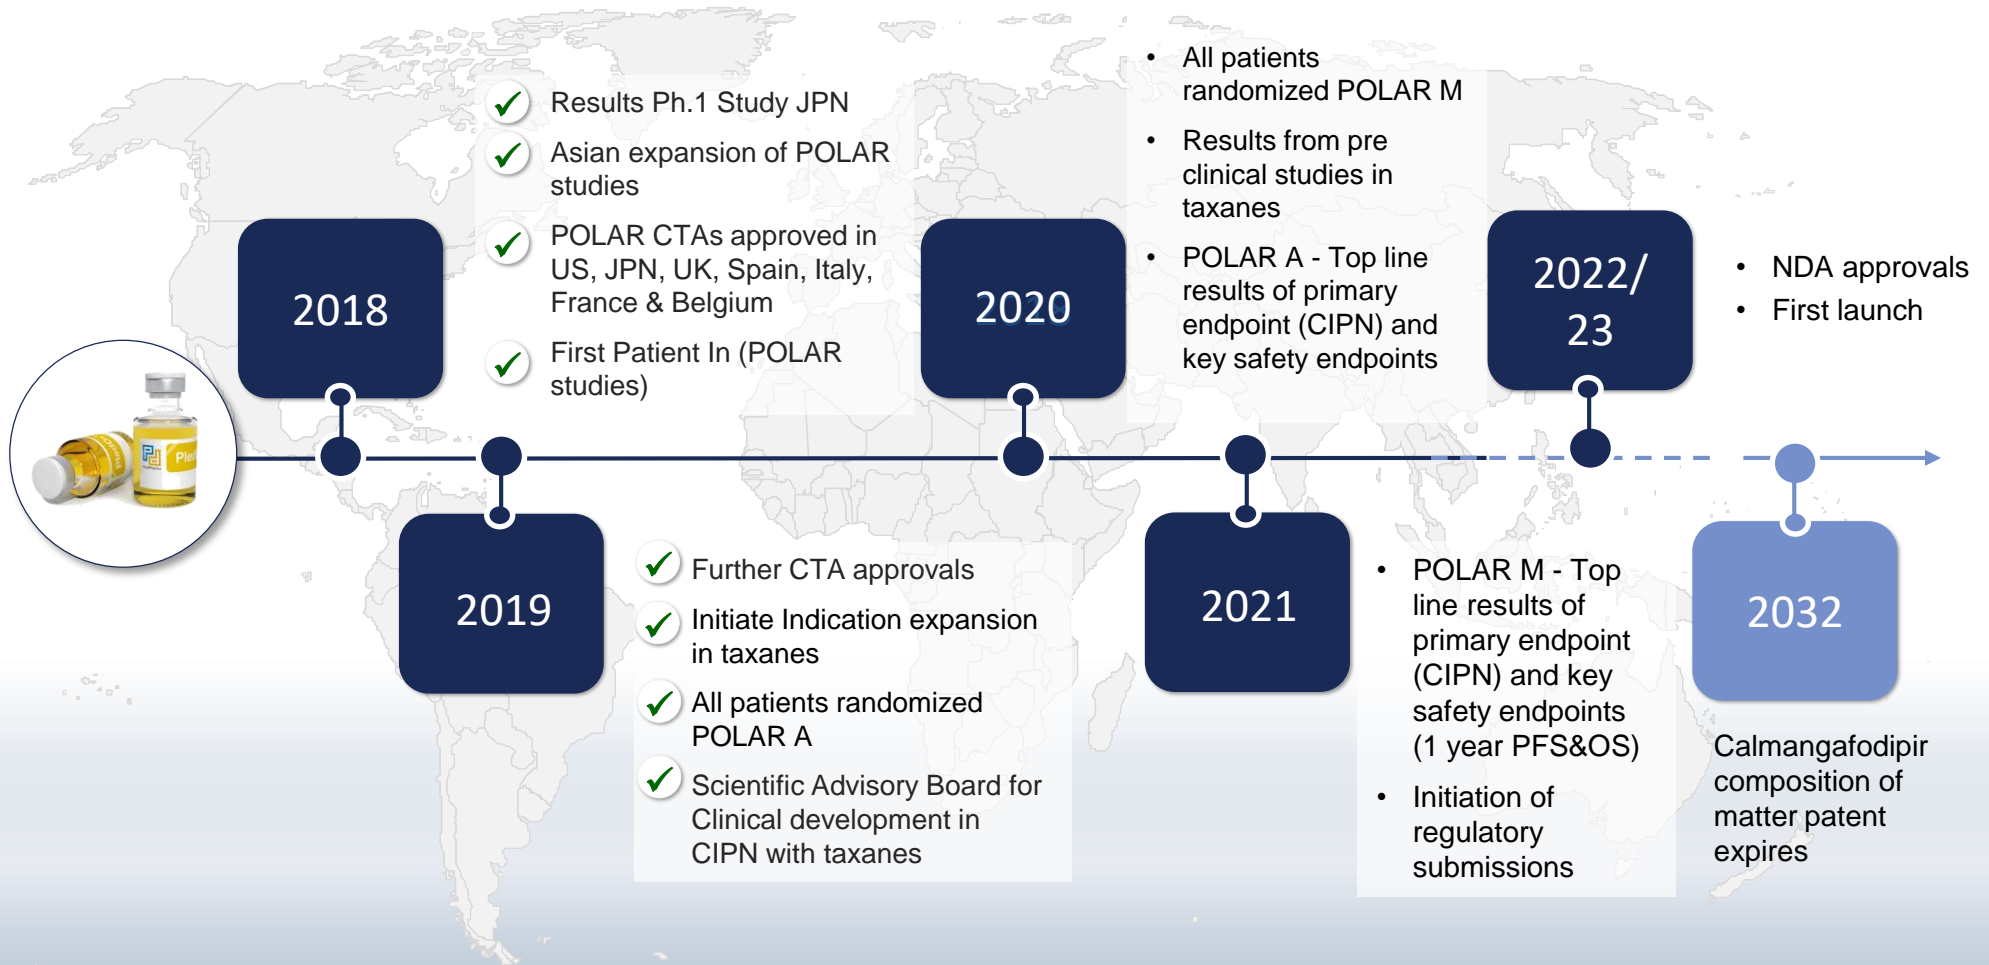 2018
Results Ph.1 Study JPN
Asian expansion of POLAR
studies
POLAR CTAs approved in
US, JPN, UK, Spain, Italy,
France & Belgium
First Patient In (POLAR
studies)
2019
Further CTA approvals
Initiate Indication expansion
in taxanes
All patients randomized
POLAR A
Scientific Advisory Board for
Clinical development in
CIPN with taxanes
2020
• All patients
randomized POLAR M
• Results from pre
clinical studies in
taxanes
• POLAR A - Top line
results of primary
endpoint (CIPN) and
key safety endpoints
2021
• POLAR M - Top
line results of
primary endpoint
(CIPN) and key
safety endpoints
(1 year PFS&OS)
• Initiation of
regulatory
submissions
2022/
23
• NDA approvals
• First launch
2032
Calmangafodipir
composition of
matter patent
expires